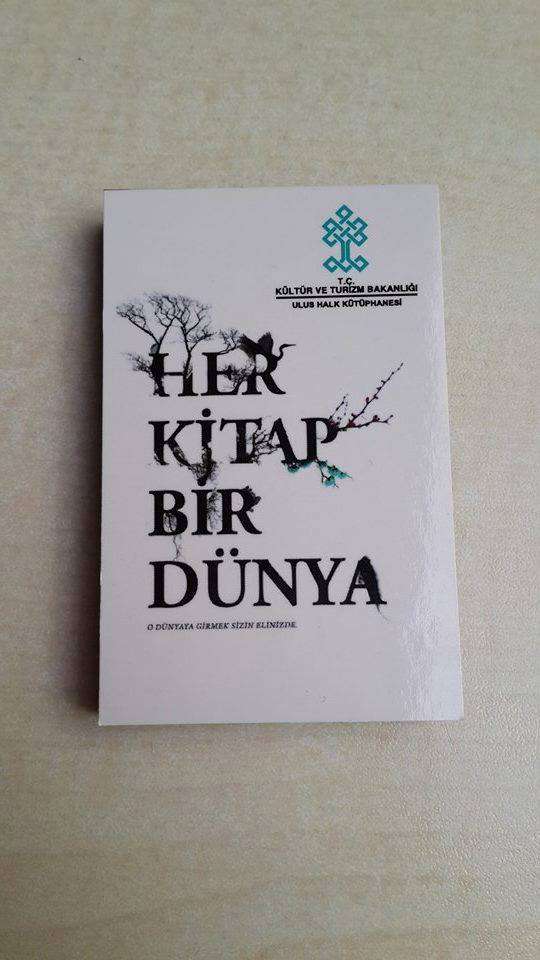 T.Ç.
KÜLTÜR VE TURİZM BAKANLIĞI
ULUS HALK KÜTÜPHANESİ
HER
KİTAP
BİR
DÜNYA
O DÜNYAYA GİRMEK SİZİN ELİNİZDE.